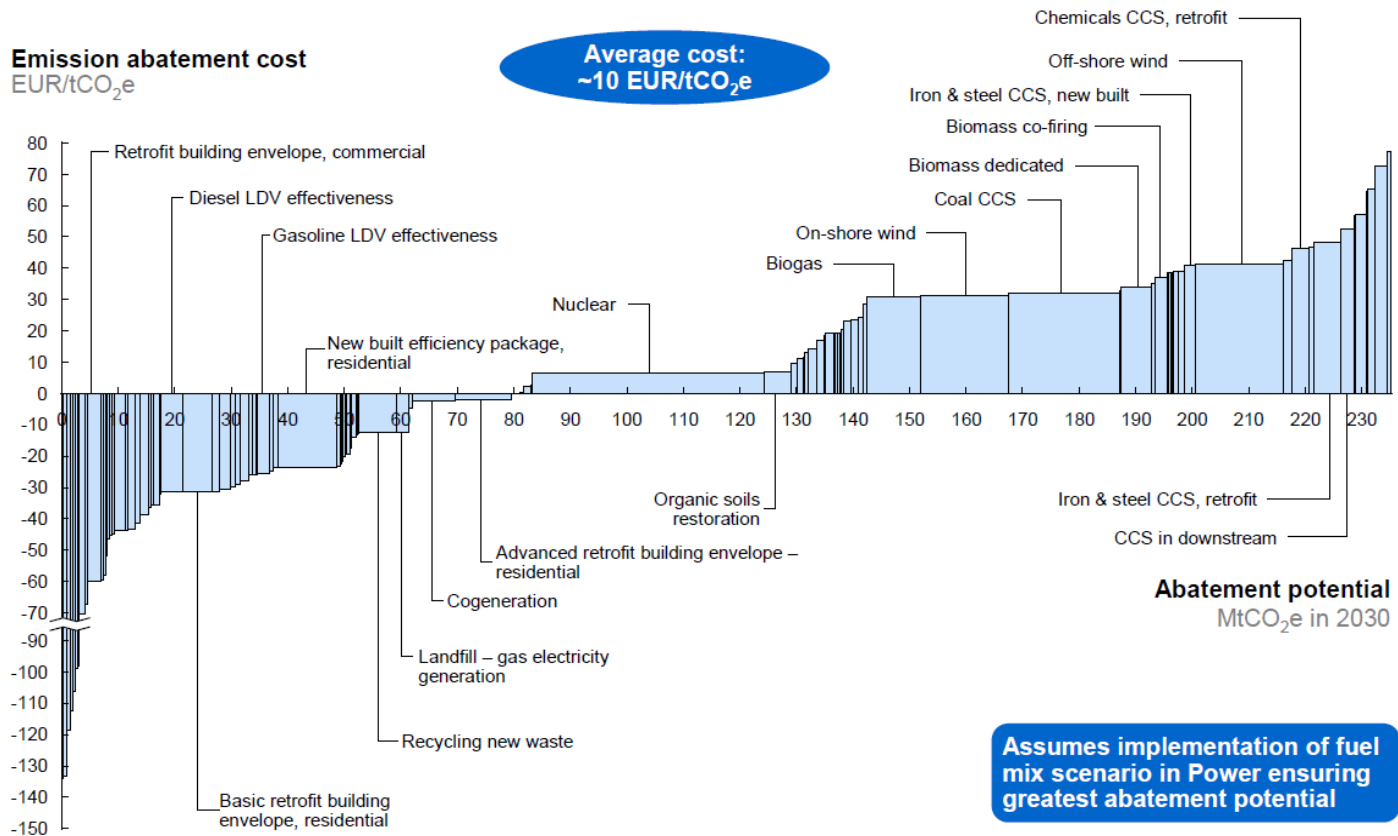 Emission abatement cost
EUR/tCO2e
Average cost:
~10 EUR/tCO2e
Chemicals CCS, retrofit
Off-shore wind
Iron & steel CCS, new built
Biomass co-firing
Biomass dedicated
Coal CCS
On-shore wind
Biogas
Retrofit building envelope, commercial
Diesel LDV effectiveness
Gasoline LDV effectiveness
Nuclear
New built efficiency package,
residential
80
70
60
50
40
30
20
10
0
-10
-20
-30
-40
-50
-60
-70
-80
-90
-100
-110
-120
-130
-140
-150
0 10 20 30 40 50 60 70 80 90 100 110 120 130 140 150 160 170 180 190 200 210 220 230
Organic soils
restoration
Iron & steel CCS, retrofit
CCS in downstream
Advanced retrofit building envelope –
residential
Cogeneration
Abatement potential
MtCO2e in 2030
Landfill – gas electricity
generation
Recycling new waste
Basic retrofit building
envelope, residential
Assumes implementation of fuel
mix scenario in Power ensuring
greatest abatement potential